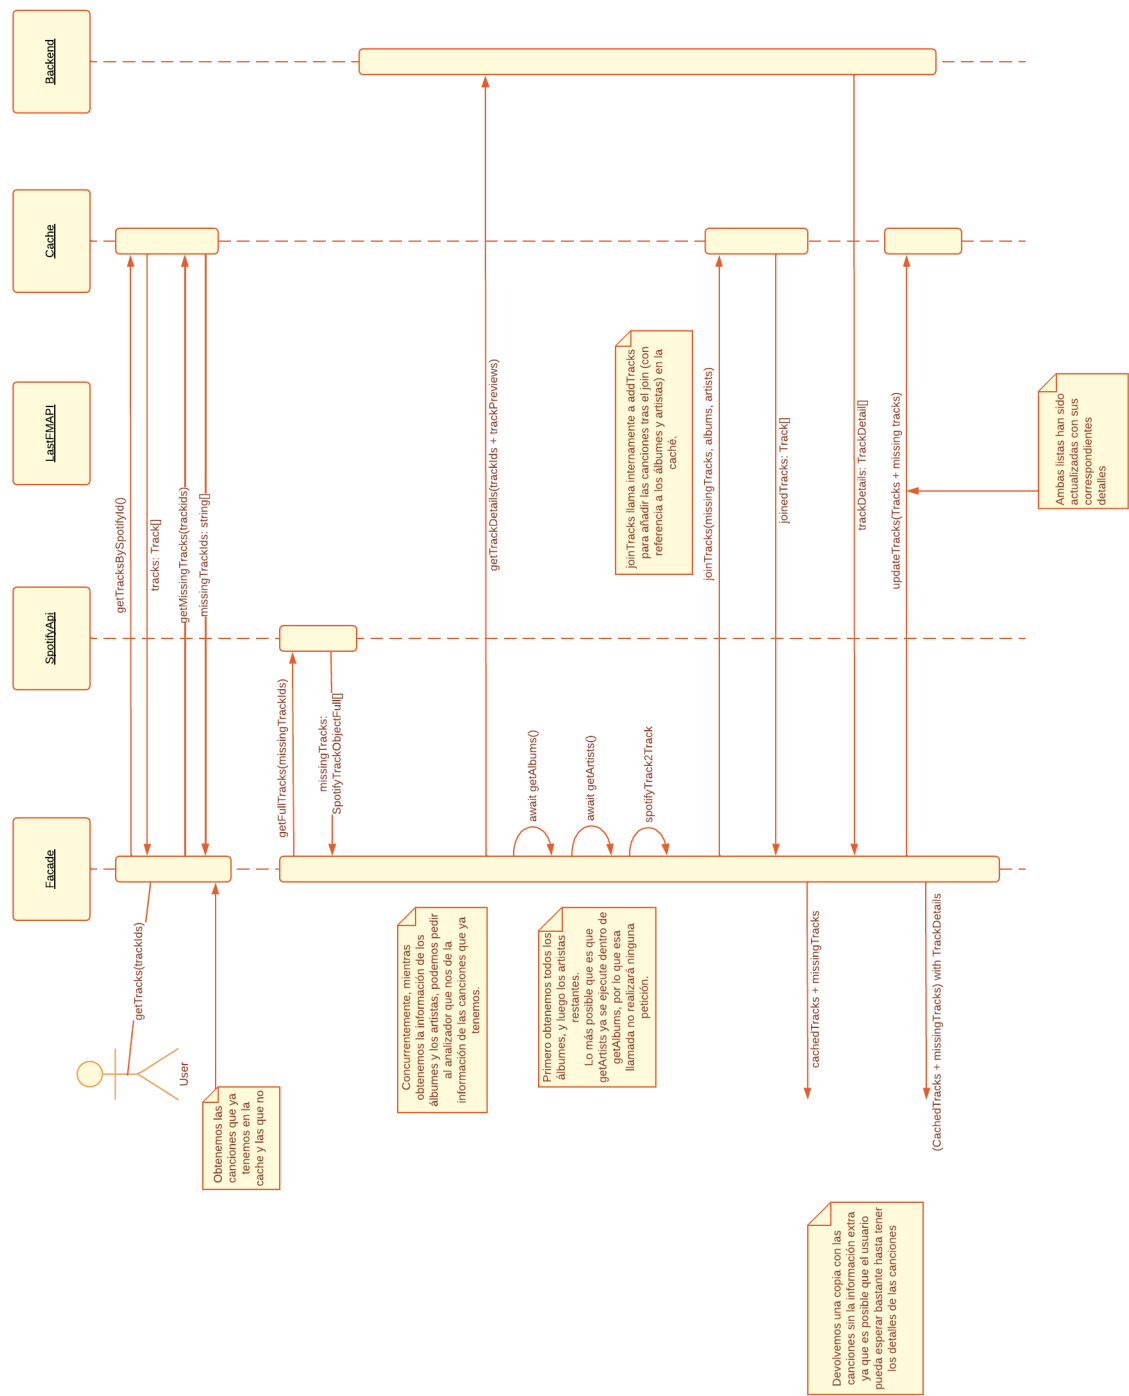 Backend
Cache
LastFMAPI
SpotifyApi
Facade
User
getTracks(trackIds)
getTracksBySpotifyId()
tracks: Track[]
getMissingTracks(trackids)
missingTrackIds: string[]
Obtenemos las
canciones que ya
tenemos en la
cache y las que no
getFullTracks(missingTrackIds)
missingTracks:
SpotifyTrackObjectFull[]
Concurrentemente, mientras
obtenemos la información de los
álbumes y los artistas, podemos pedir
al analizador que nos de la
información de las canciones que ya
tenemos.
getTrackDetails(trackIds + trackPreviews)
await getAlbums()
await getArtists()
spotifyTrack2Track
Primero obtenemos todos los
álbumes, y luego los artistas
restantes.
Lo más posible que es que
getArtists ya se ejecute dentro de
getAlbums, por lo que esa
llamada no realizará ninguna
petición.
joinTracks llama internamente a addTracks
para añadir las canciones tras el join (con
referencia a los álbumes y artistas) en la
caché.
joinTracks(missingTracks, albums, artists)
joinedTracks: Track[]
cachedTracks + missingTracks
trackDetails: TrackDetail[]
updateTracks(Tracks + missing tracks)
(CachedTracks + missingTracks) with TrackDetails
Ambas listas han sido
actualizadas con sus
correspondientes
detalles
Devolvemos una copia con las
canciones sin la información extra
ya que es posible que el usuario
pueda esperar bastante hasta tener
los detalles de las canciones